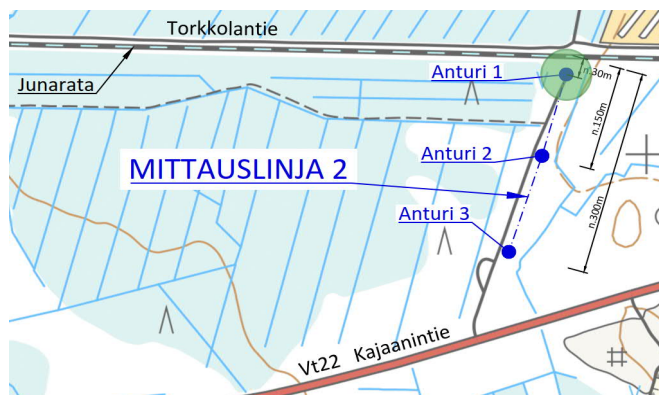 Torkkolantie
Junarata
Anturi 1
n.30m
n.150m
Anturi 2
MITTAUSLINJA 2
Anturi 3
n.300m
Vt22 Kajaanintie